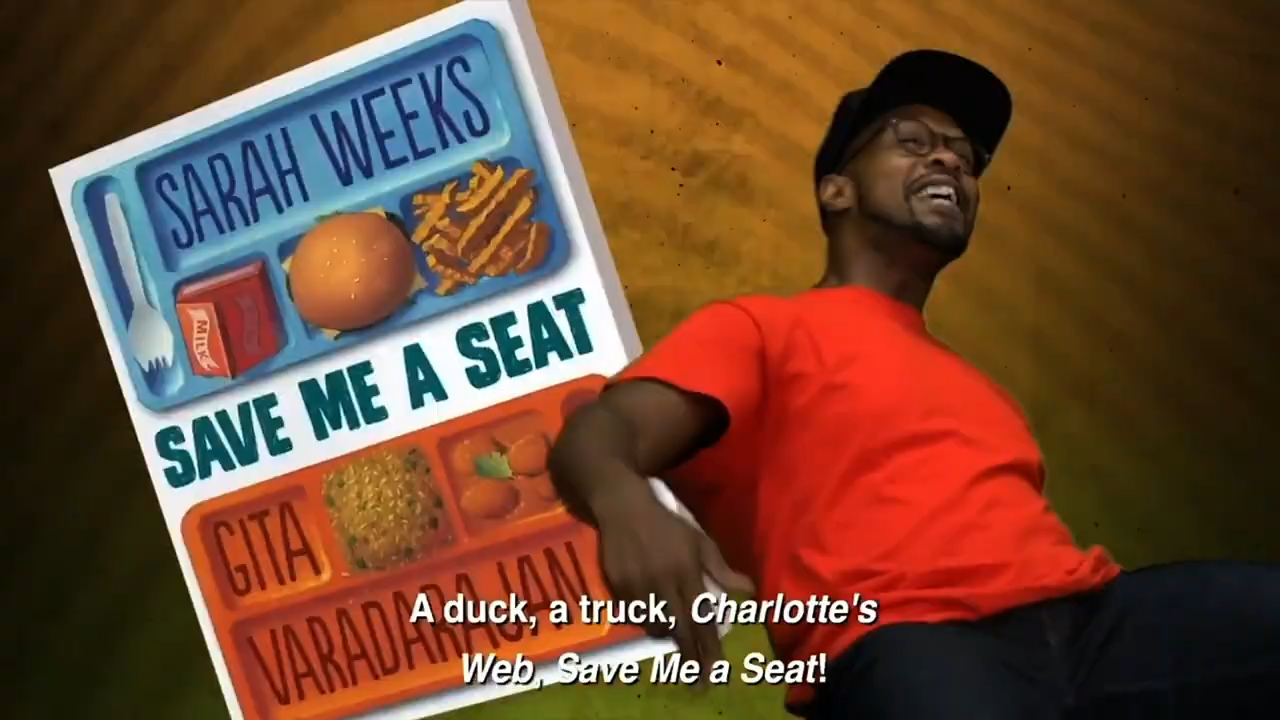 SARAH WEEKS
MILK
SAVE ME A SEAT
GITA
VARADARAJAN
A duck, a truck, Charlotte's
Web, Save Me a Seat!